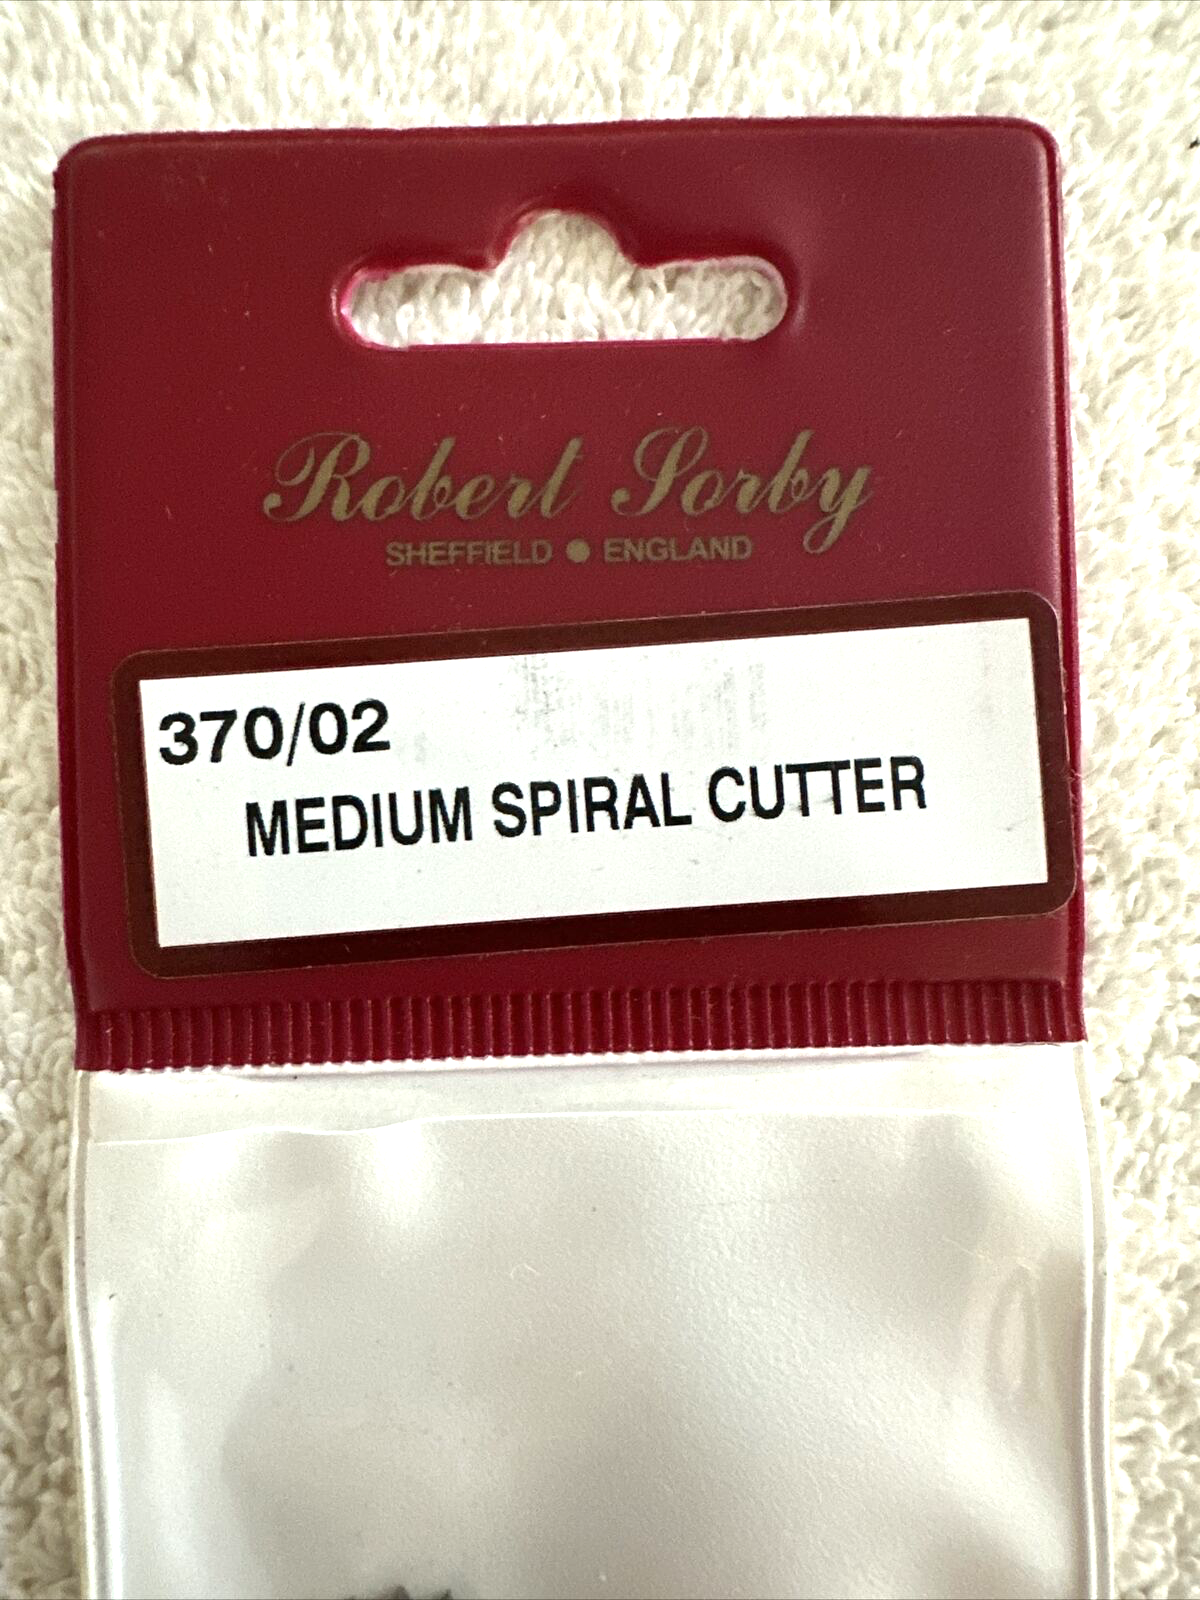 Robert Sorby
SHEFFIELD ● ENGLAND
370/02
MEDIUM SPIRAL CUTTER